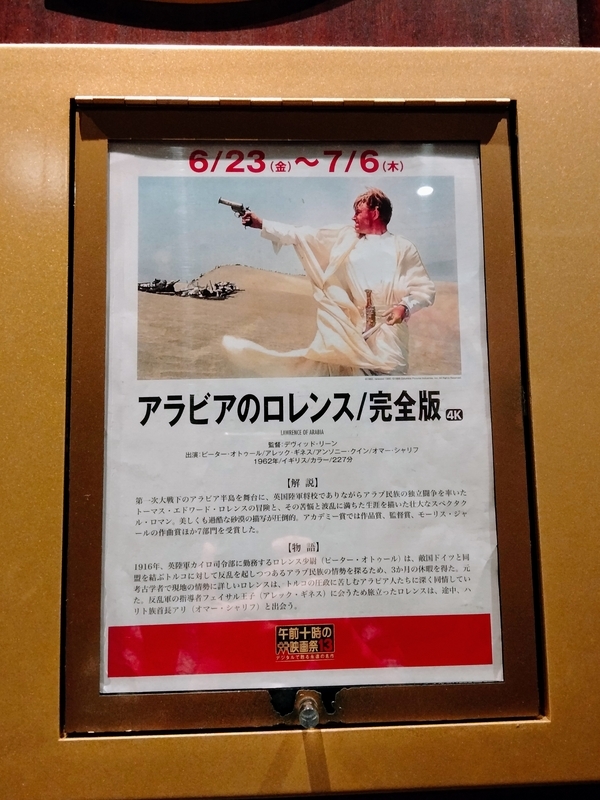 6/23(金)〜7/6(木)
アラビアのロレンス/完全版 4K
LAWRENCE OF ARABIA
監督:デヴィッド・リーン
出演:ピーター・オトゥール/アレック・ギネス/アンソニー・クイン/オマー・シャリフ
1962年/イギリス/カラー/227分
【解 説】
第一次大戦下のアラビア半島を舞台に、英国陸軍将校でありながらアラブ民族の独立闘争を率いた
トーマス・エドワード・ロレンスの冒険と、その苦悩と波乱に満ちた生涯を描いた壮大なスペクタク
ル・ロマン。美しくも過酷な砂漠の描写が圧倒的。アカデミー賞では作品賞、監督賞、モーリス・ジャ
ールの作曲賞ほか7部門を受賞した。
【物 語】
1916年、英陸軍カイロ司令部に勤務するロレンス少尉(ピーター・オトゥール)は、敵国ドイツと同
盟を結ぶトルコに対して反乱を起しつつあるアラブ民族の情勢を探るため、3か月の休暇を得た。元
考古学者で現地の情勢に詳しいロレンスは、トルコの圧政に苦しむアラビア人たちに深く同情してい
た。反乱軍の指導者フェイサル王子(アレック・ギネス)に会うため旅立ったロレンスは、途中、ハ
リト族首長アリ(オマー・シャリフ)と出会う。
午前十時の
映画祭13
デジタルで甦る永遠の名作